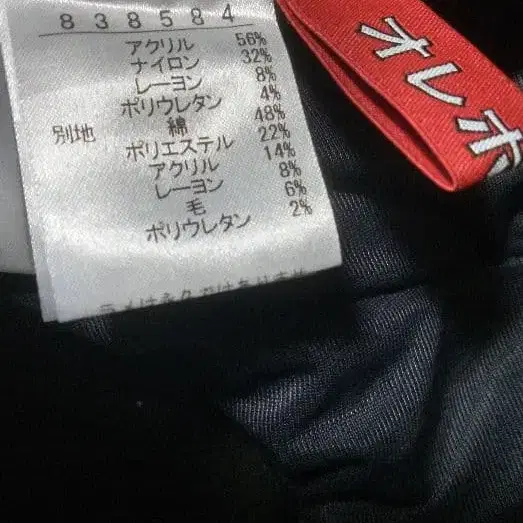 838584
アクリル 56%
ナイロン 32%
レーヨン 8%
ポリウレタン 4%
別地 綿 48%
ポリエステル 22%
アクリル 14%
レーヨン 8%
毛 6%
ポリウレタン 2%
オレホ